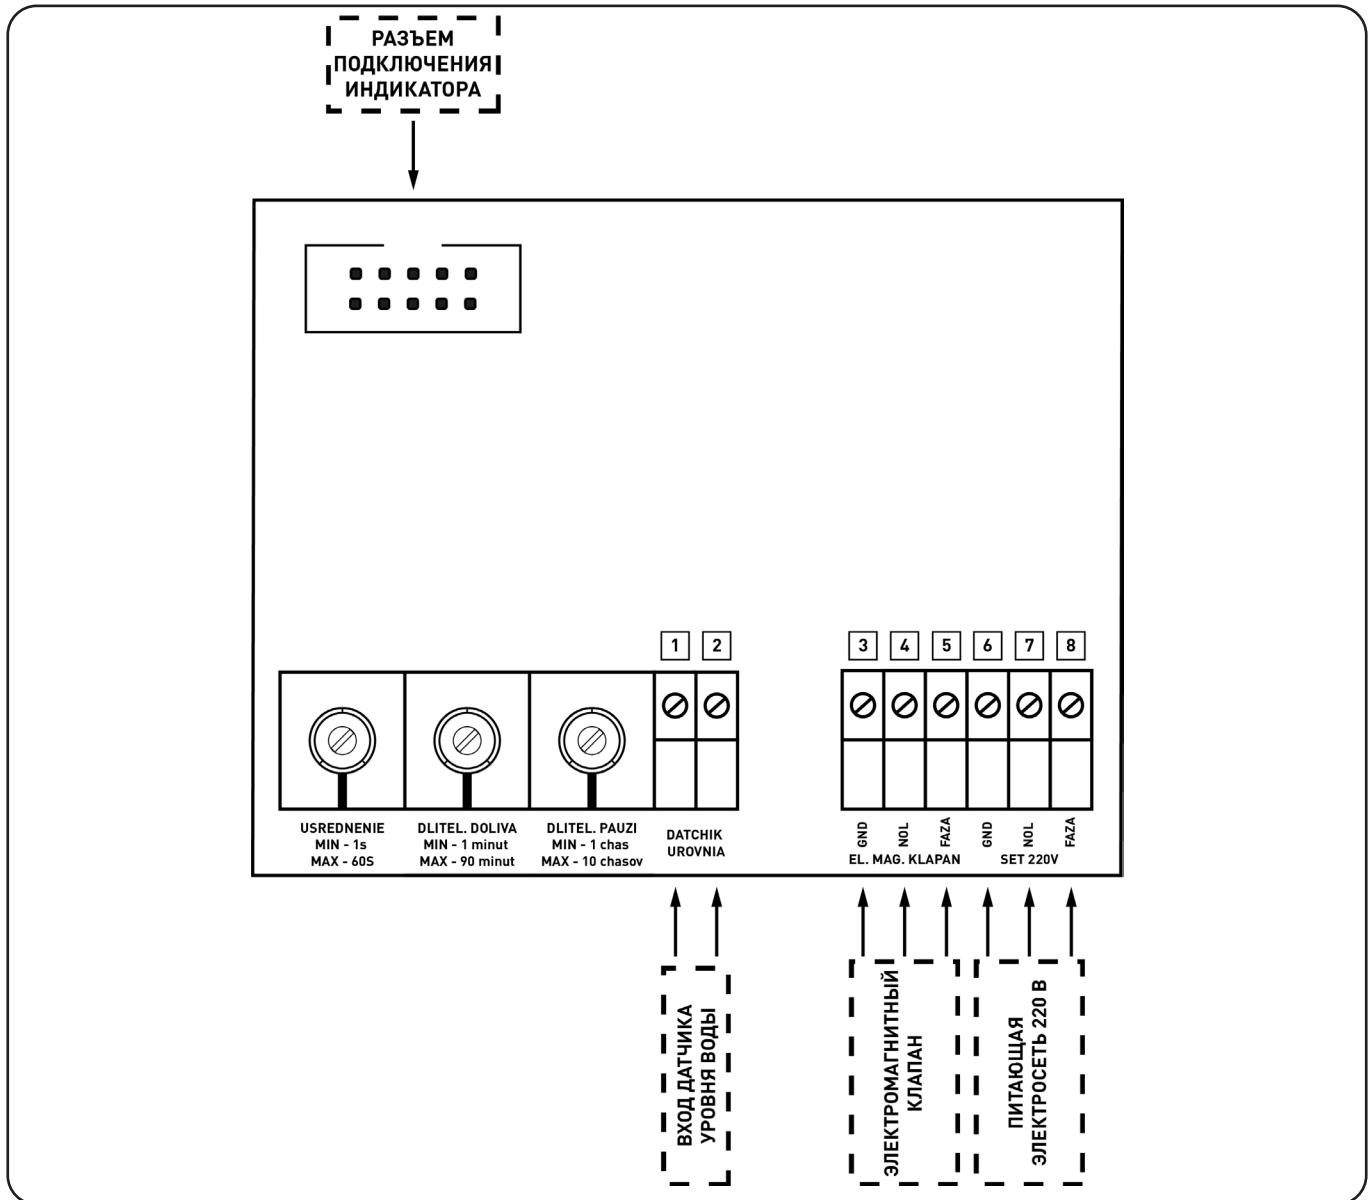 РАЗЪЕМ
ПОДКЛЮЧЕНИЯ
ИНДИКАТОРА
1 2
3 4 5 6 7 8
USREDNENIE
MIN - 1s
MAX - 60S
DLITEL. DOLIVA
MIN - 1 minut
MAX - 90 minut
DLITEL. PAUZI
MIN - 1 chas
MAX - 10 chasov
DATCHIK
UROVNIA
GND
NOL
FAZA
GND
NOL
FAZA
EL. MAG. KLAPAN
SET 220V
ВХОД ДАТЧИКА
УРОВНЯ ВОДЫ
ЭЛЕКТРОМАГНИТНЫЙ
КЛАПАН
ПИТАЮЩАЯ
ЭЛЕКТРОСЕТЬ 220 В